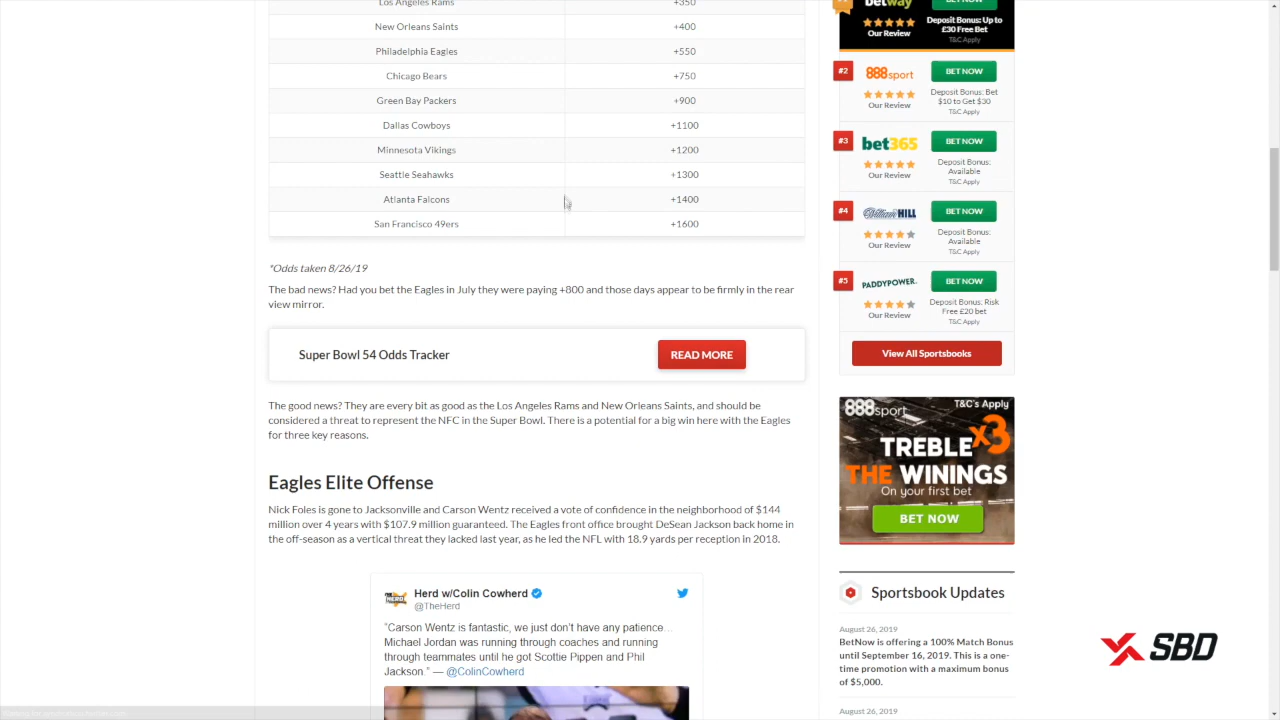 Los Angeles Rams +350
New Orleans Saints +400
Philadelphia Eagles +550
Chicago Bears +750
Green Bay Packers +900
Dallas Cowboys +1100
Minnesota Vikings +1200
Seattle Seahawks +1300
Atlanta Falcons +1400
San Francisco 49ers +1600
*Odds taken 8/26/19
The bad news? Had you bet the Eagles in July they were paying +800 and those days appear to be firmly in the rear
view mirror.
Super Bowl 54 Odds Tracker
READ MORE
The good news? They are every bit as good as the Los Angeles Rams and New Orleans Saints, and should be
considered a threat to represent the NFC in the Super Bowl. There is a potential for a big win here with the Eagles
for three key reasons.
Eagles Elite Offense
Nick Foles is gone to Jacksonville and Carson Wentz received a vote of confidence in the neighborhood of $144
million over 4 years with $107.9 million guaranteed. The Eagles front office brought DeSean Jackson back home in
the off-season as a vertical threat they lacked last year, as he led the NFL with 18.9 yards per reception in 2018.
Herd w/Colin Cowherd
@TheHerd
"Carson Wentz is fantastic, we just don't have any patience...
Michael Jordan was running through coaches and running
through teammates until he got Scottie Pippen and Phil
Jackson." — @ColinCowherd
betway
BET NOW
Our Review
Deposit Bonus: Up to
£30 Free Bet
T&C Apply
#2
888sport
BET NOW
Our Review
Deposit Bonus: Bet
$10 to Get $30
T&C Apply
#3
bet365
BET NOW
Our Review
Deposit Bonus:
Available
T&C Apply
#4
William HILL
BET NOW
Our Review
Deposit Bonus:
Available
T&C Apply
#5
PADDYPOWER.
BET NOW
Our Review
Deposit Bonus: Risk
Free £20 bet
T&C Apply
View All Sportsbooks
888sport T&C's Apply
TREBLE x3
THE WININGS
On your first bet
BET NOW
Sportsbook Updates
August 26, 2019
BetNow is offering a 100% Match Bonus
until September 16, 2019. This is a one-
time promotion with a maximum bonus
of $5,000.
August 26, 2019
SBD